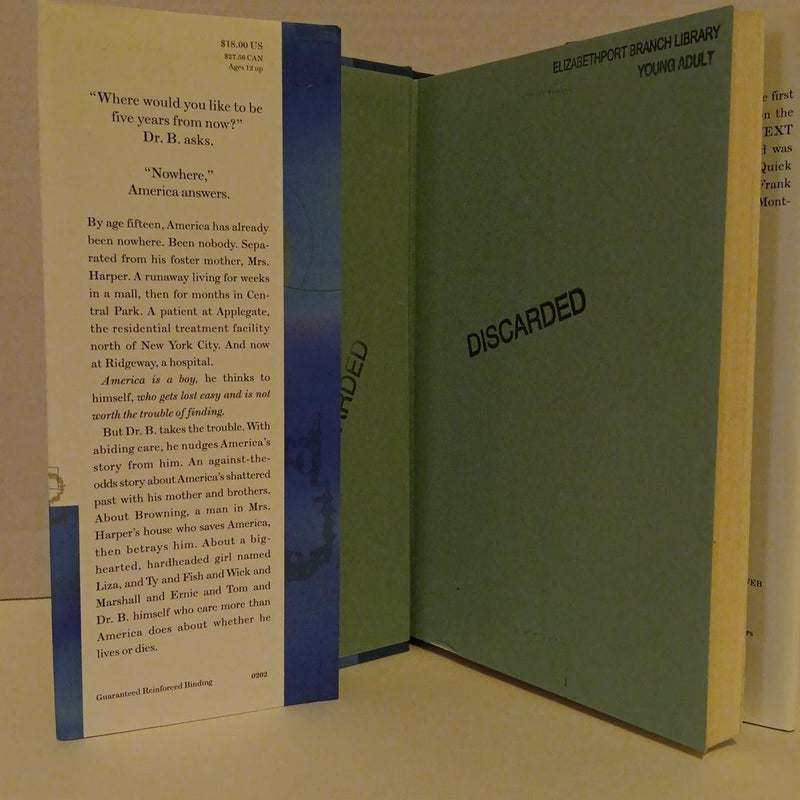 $18.00 US
$27.50 CAN
Ages 12 up
“Where would you like to be
five years from now?”
Dr. B. asks.
“Nowhere,”
America answers.
By age fifteen, America has already
been nowhere. Been nobody. Sepa-
rated from his foster mother, Mrs.
Harper. A runaway living for weeks
in a mall, then for months in Cen-
tral Park. A patient at Applegate,
the residential treatment facility
north of New York City. And now
at Ridgeway, a hospital.
America is a boy, he thinks to
himself, who gets lost easy and is not
worth the trouble of finding.
But Dr. B. takes the trouble. With
abiding care, he nudges America’s
story from him. An against-the-
odds story about America’s shattered
past with his mother and brothers.
About Browning, a man in Mrs.
Harper’s house who saves America,
then betrays him. About a big-
hearted, hardheaded girl named
Liza, and Ty and Fish and Wick and
Marshall and Ernie and Tom and
Dr. B. himself who care more than
America does about whether he
lives or dies.
0202
Guaranteed Reinforced Binding
RDED
ELIZABETHPORT BRANCH LIBRARY
YOUNG ADULT
DISCARDED
e first
n the
EXT
was
Quick
Frank
Mont-